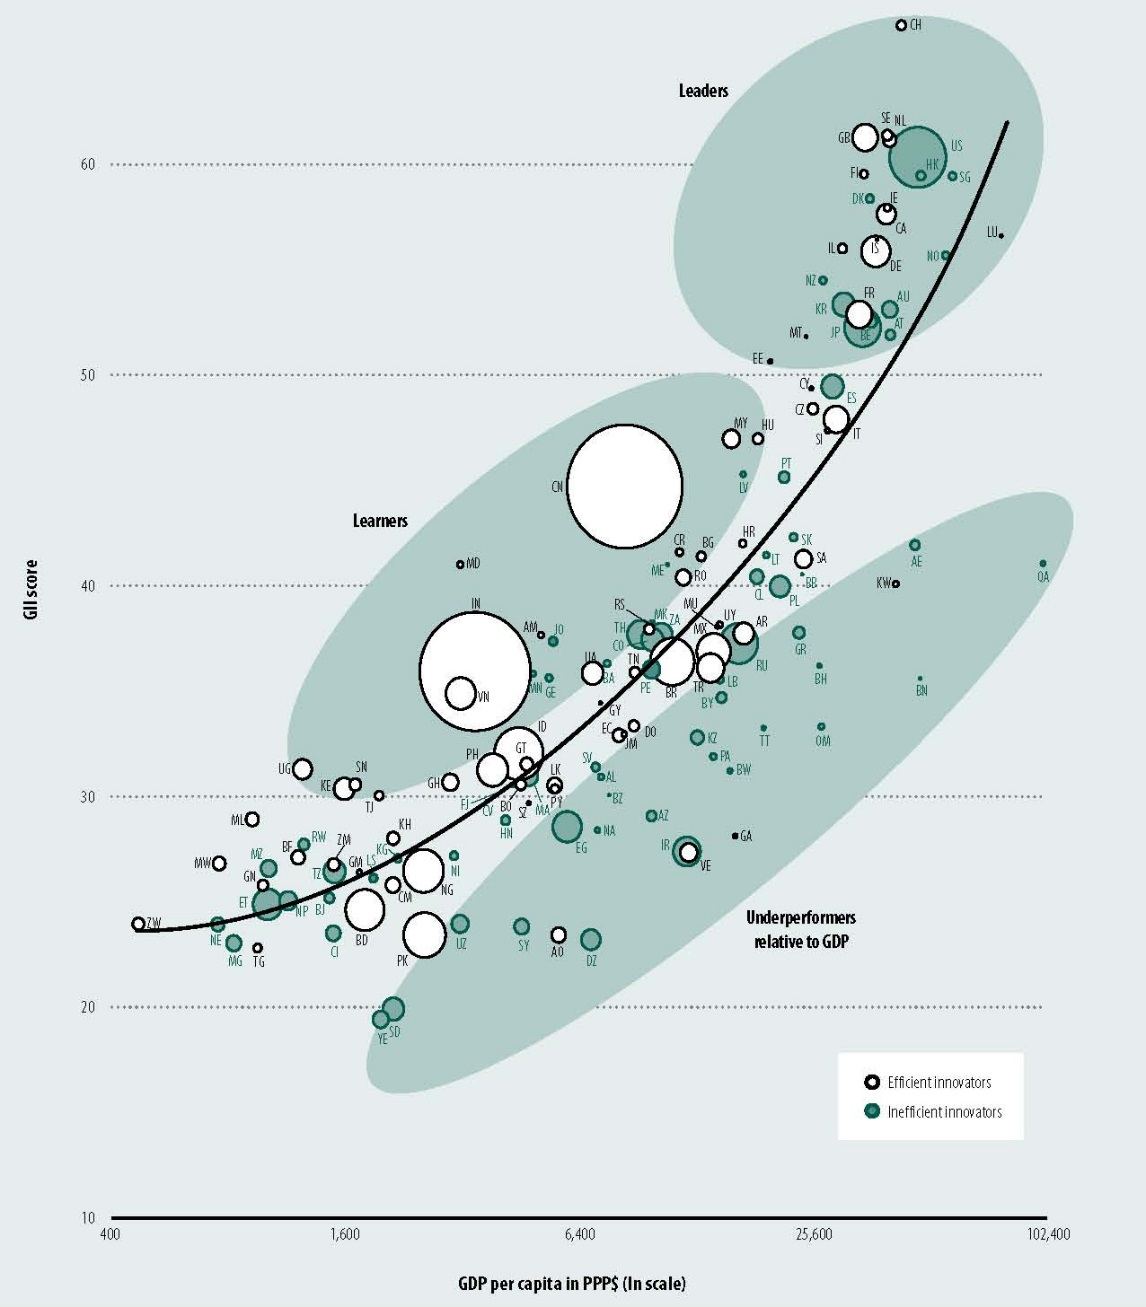 CH
Leaders
SE NL
GB
US
60
HK
FI
SG
DK
IE
CA
LU
IL
IS
NO
DE
NZ
FR
AU
KR
AT
MT
JP
BE
EE
50
CY
ES
CZ
SI
IT
MY
HU
PT
CN
LV
Learners
HR
SK
CR
BG
LT
SA
AE
MD
ME
QA
RO
BB
KW
40
CL
PL
GII score
IN
RS
MK
ZA
MU
UY
AR
AM
JO
TH
MX
CO
GR
RU
UA
TN
BA
BH
MN
GE
PE
BR
TR
LB
BN
VN
BY
GY
ID
EC
DO
JM
KZ
TT
OM
PH
GT
SV
PA
UG
SN
LK
AL
BW
KE
GH
TJ
FJ
CV
BO
SZ
MA
PY
BZ
30
ML
HN
NA
AZ
GA
RW
ZM
KH
EG
IR
MW
MZ
BF
KG
VE
GN
TZ
GM
LS
NI
NG
ET
NP
BJ
CM
ZW
NE
BD
Underperformers
relative to GDP
MG
TG
CI
PK
UZ
SY
AO
DZ
20
YE
SD
Efficient innovators
Inefficient innovators
10
400
1,600
6,400
25,600
102,400
GDP per capita in PPP$ (ln scale)